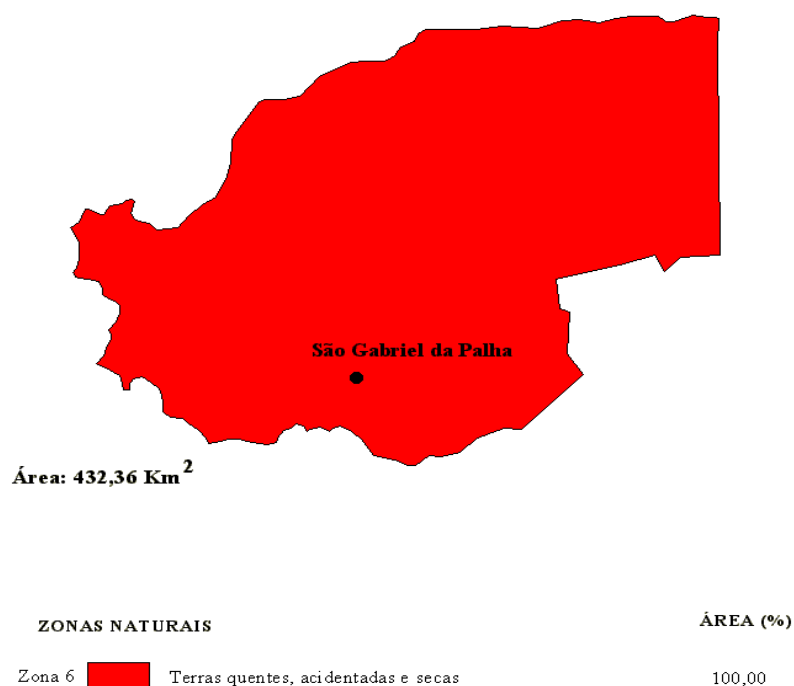 São Gabriel da Palha
Área: 432,36 Km²
ZONAS NATURAIS ÁREA (%)
Zona 6 Terras quentes, acidentadas e secas 100,00